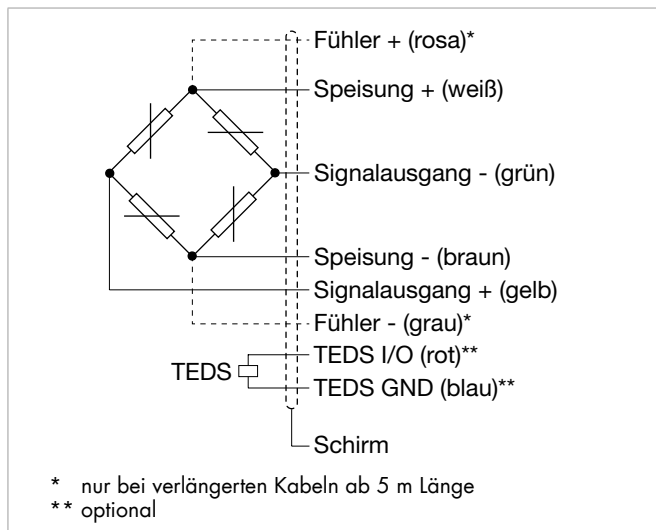 Fühler + (rosa)*
Speisung + (weiß)
Signalausgang - (grün)
Speisung - (braun)
Signalausgang + (gelb)
Fühler - (grau)*
TEDS I/O (rot)**
TEDS
TEDS GND (blau)**
Schirm
* nur bei verlängerten Kabeln ab 5 m Länge
** optional